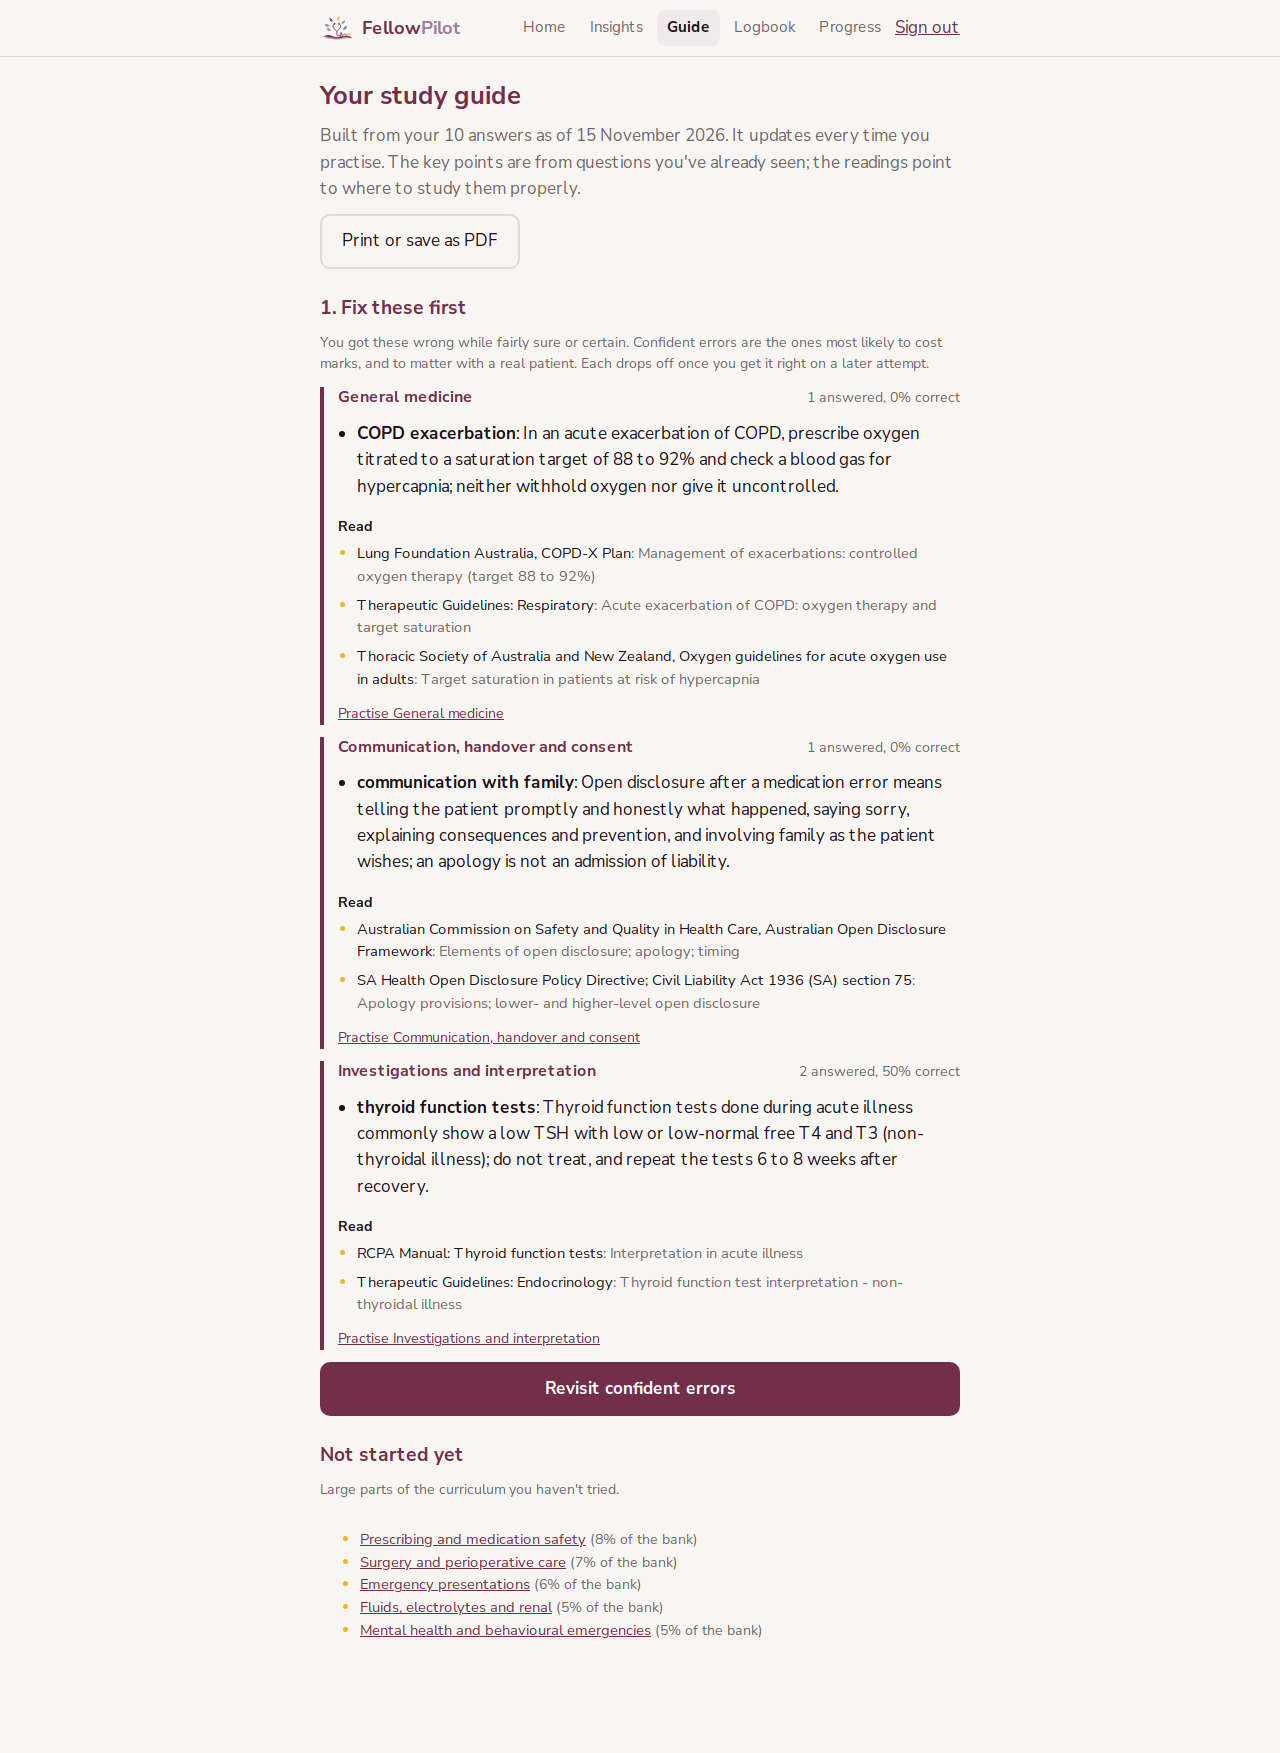 FellowPilot Home Insights Guide Logbook Progress Sign out
Your study guide
Built from your 10 answers as of 15 November 2026. It updates every time you
practise. The key points are from questions you've already seen; the readings point
to where to study them properly.
Print or save as PDF
1. Fix these first
You got these wrong while fairly sure or certain. Confident errors are the ones most likely to cost
marks, and to matter with a real patient. Each drops off once you get it right on a later attempt.
General medicine 1 answered, 0% correct
• COPD exacerbation: In an acute exacerbation of COPD, prescribe oxygen
titrated to a saturation target of 88 to 92% and check a blood gas for
hypercapnia; neither withhold oxygen nor give it uncontrolled.
Read
• Lung Foundation Australia, COPD-X Plan: Management of exacerbations: controlled
oxygen therapy (target 88 to 92%)
• Therapeutic Guidelines: Respiratory: Acute exacerbation of COPD: oxygen therapy and
target saturation
• Thoracic Society of Australia and New Zealand, Oxygen guidelines for acute oxygen use
in adults: Target saturation in patients at risk of hypercapnia
Practise General medicine
Communication, handover and consent 1 answered, 0% correct
• communication with family: Open disclosure after a medication error means
telling the patient promptly and honestly what happened, saying sorry,
explaining consequences and prevention, and involving family as the patient
wishes; an apology is not an admission of liability.
Read
• Australian Commission on Safety and Quality in Health Care, Australian Open Disclosure
Framework: Elements of open disclosure; apology; timing
• SA Health Open Disclosure Policy Directive; Civil Liability Act 1936 (SA) section 75:
Apology provisions; lower- and higher-level open disclosure
Practise Communication, handover and consent
Investigations and interpretation 2 answered, 50% correct
• thyroid function tests: Thyroid function tests done during acute illness
commonly show a low TSH with low or low-normal free T4 and T3 (non-
thyroidal illness); do not treat, and repeat the tests 6 to 8 weeks after
recovery.
Read
• RCPA Manual: Thyroid function tests: Interpretation in acute illness
• Therapeutic Guidelines: Endocrinology: Thyroid function test interpretation - non-
thyroidal illness
Practise Investigations and interpretation
Revisit confident errors
Not started yet
Large parts of the curriculum you haven't tried.
• Prescribing and medication safety (8% of the bank)
• Surgery and perioperative care (7% of the bank)
• Emergency presentations (6% of the bank)
• Fluids, electrolytes and renal (5% of the bank)
• Mental health and behavioural emergencies (5% of the bank)